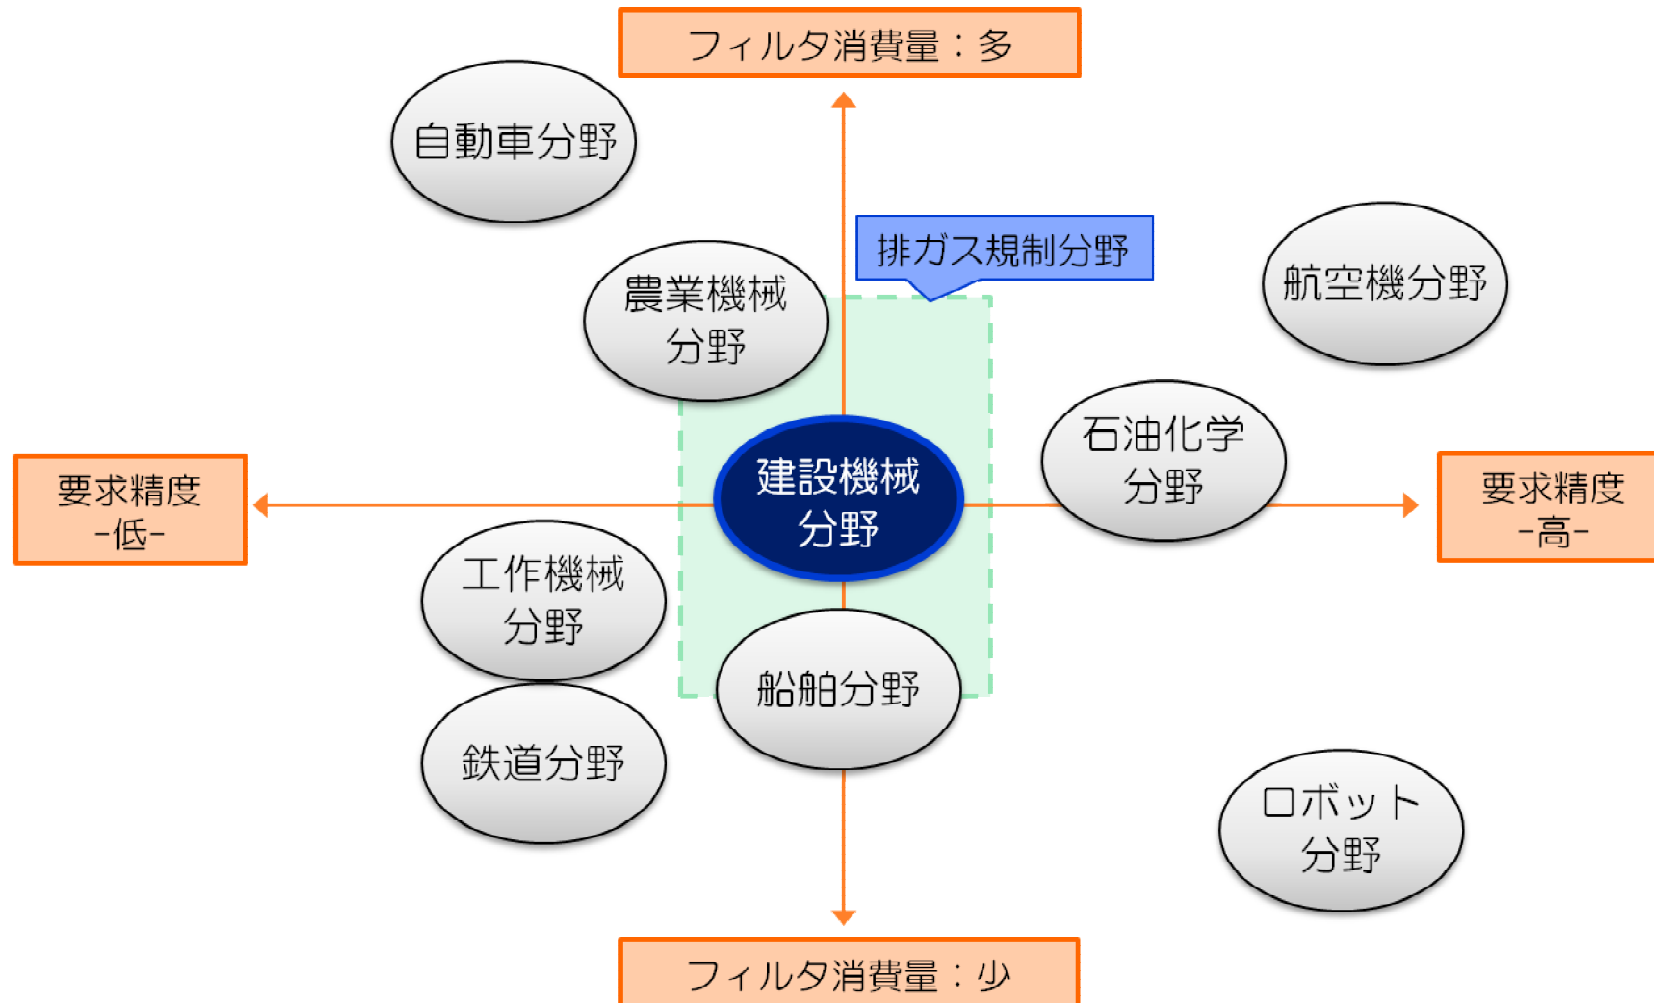 フィルタ消費量：多
自動車分野
排ガス規制分野
農業機械
分野
航空機分野
石油化学
分野
建設機械
分野
要求精度
-低-
要求精度
-高-
工作機械
分野
船舶分野
鉄道分野
ロボット
分野
フィルタ消費量：少